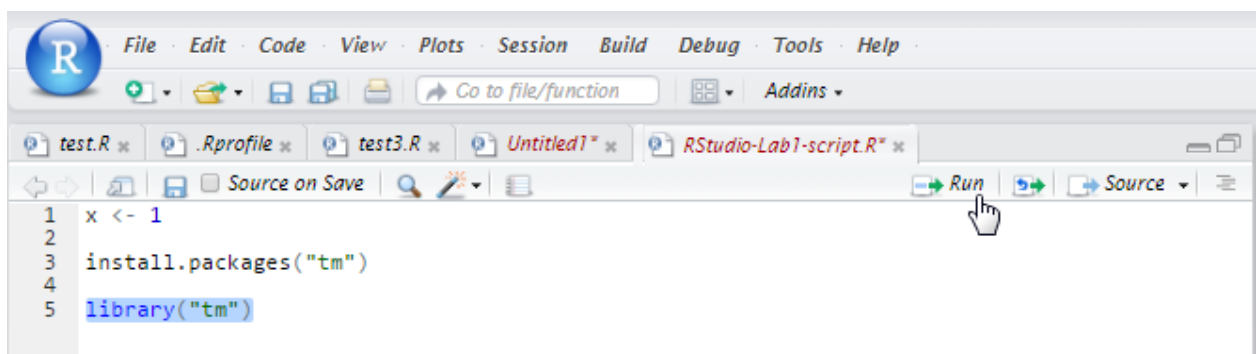 R File Edit Code View Plots Session Build Debug Tools Help
Go to file/function Addins
test.R .Rprofile test3.R Untitled1* RStudio-Lab1-script.R*
Source on Save Run Source
1 x <- 1
2
3 install.packages("tm")
4
5 library("tm")